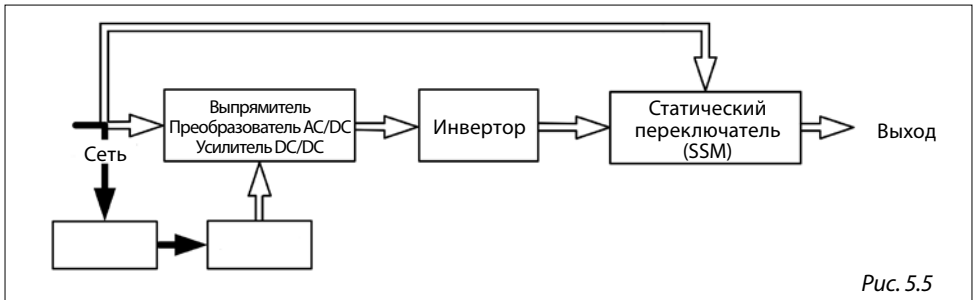 Выпрямитель
Преобразователь AC/DC
Усилитель DC/DC
Инвертор
Статический
переключатель
(SSM)
Выход
Сеть
Рис. 5.5